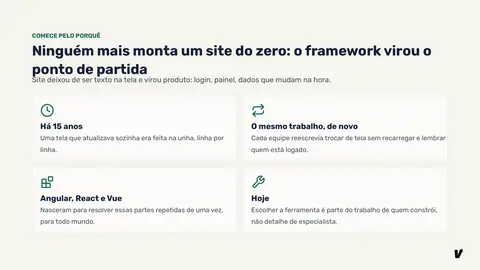 COMECE PELO PORQUÊ
Ninguém mais monta um site do zero: o framework virou o
ponto de partida
Site deixou de ser texto na tela e virou produto: login, painel, dados que mudam na hora.
Há 15 anos
Uma tela que atualizava sozinha era feita na unha, linha por
linha.
O mesmo trabalho, de novo
Cada equipe reescrevia trocar de tela sem recarregar e lembrar
quem está logado.
Angular, React e Vue
Nasceram para resolver essas partes repetidas de uma vez,
para todo mundo.
Hoje
Escolher a ferramenta é parte do trabalho de quem constrói,
não detalhe de especialista.